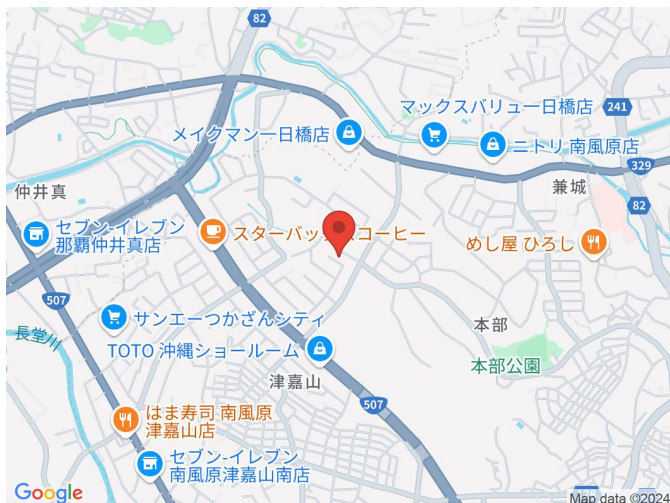 82
マックスバリュー日橋店
241
メイクマン一日橋店
ニトリ 南風原店
329
仲井真
兼城
82
セブン-イレブン
那覇仲井真店
スターバックスコーヒー
めし屋 ひろし
507
長堂川
サンエーつかざんシティ
本部
TOTO 沖縄ショールーム
本部公園
津嘉山
507
はま寿司 南風原
津嘉山店
セブン-イレブン
南風原津嘉山南店
Google
Map data ©2024